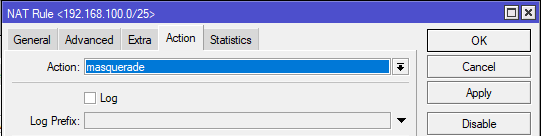 NAT Rule <192.168.100.0/25>
General Advanced Extra Action Statistics
OK
Action: masquerade
Cancel
Log
Apply
Log Prefix:
Disable